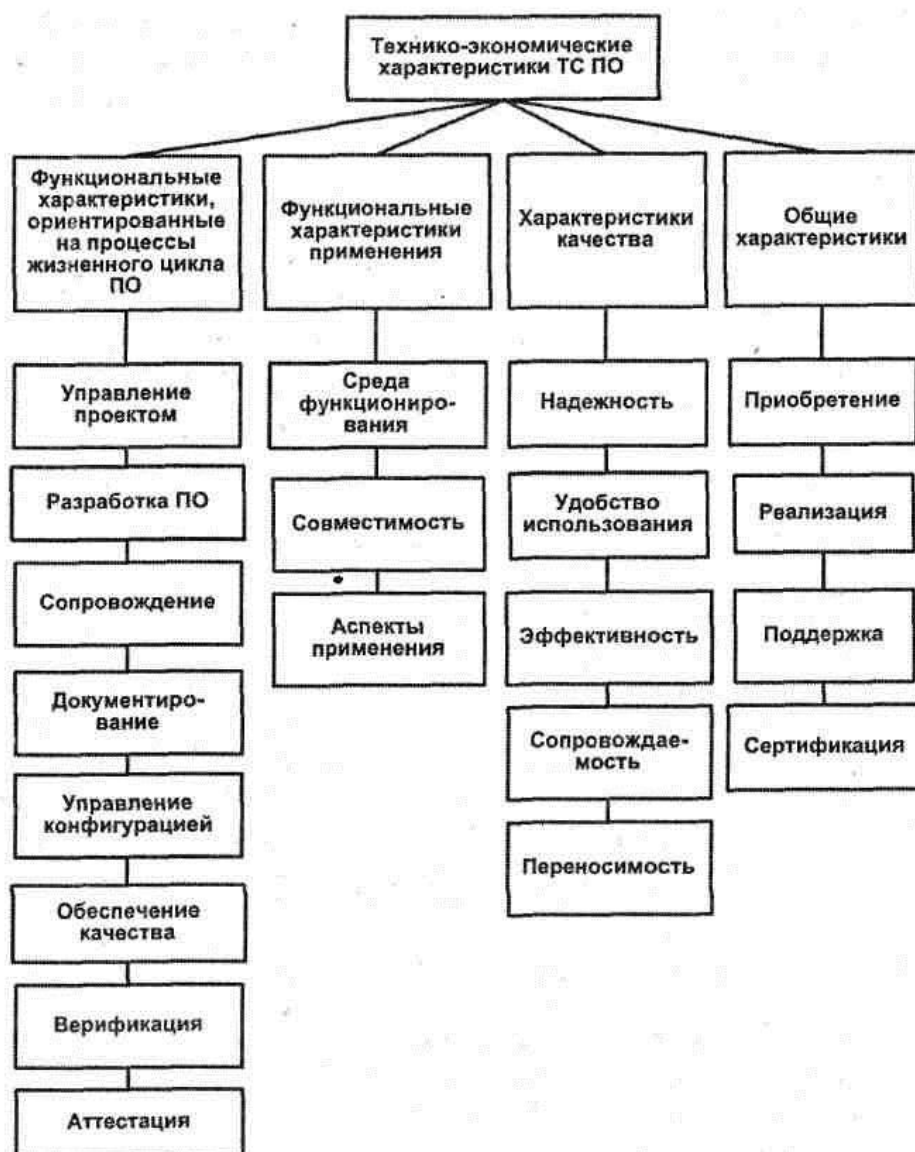 Технико-экономические
характеристики ТС ПО
Функциональные
характеристики,
ориентированные
на процессы
жизненного цикла
ПО
Управление
проектом
Разработка ПО
Сопровождение
Документиро-
вание
Управление
конфигурацией
Обеспечение
качества
Верификация
Аттестация
Функциональные
характеристики
применения
Среда
функциониро-
вания
Совместимость
Аспекты
применения
Характеристики
качества
Надежность
Удобство
использования
Эффективность
Сопровождае-
мость
Переносимость
Общие
характеристики
Приобретение
Реализация
Поддержка
Сертификация